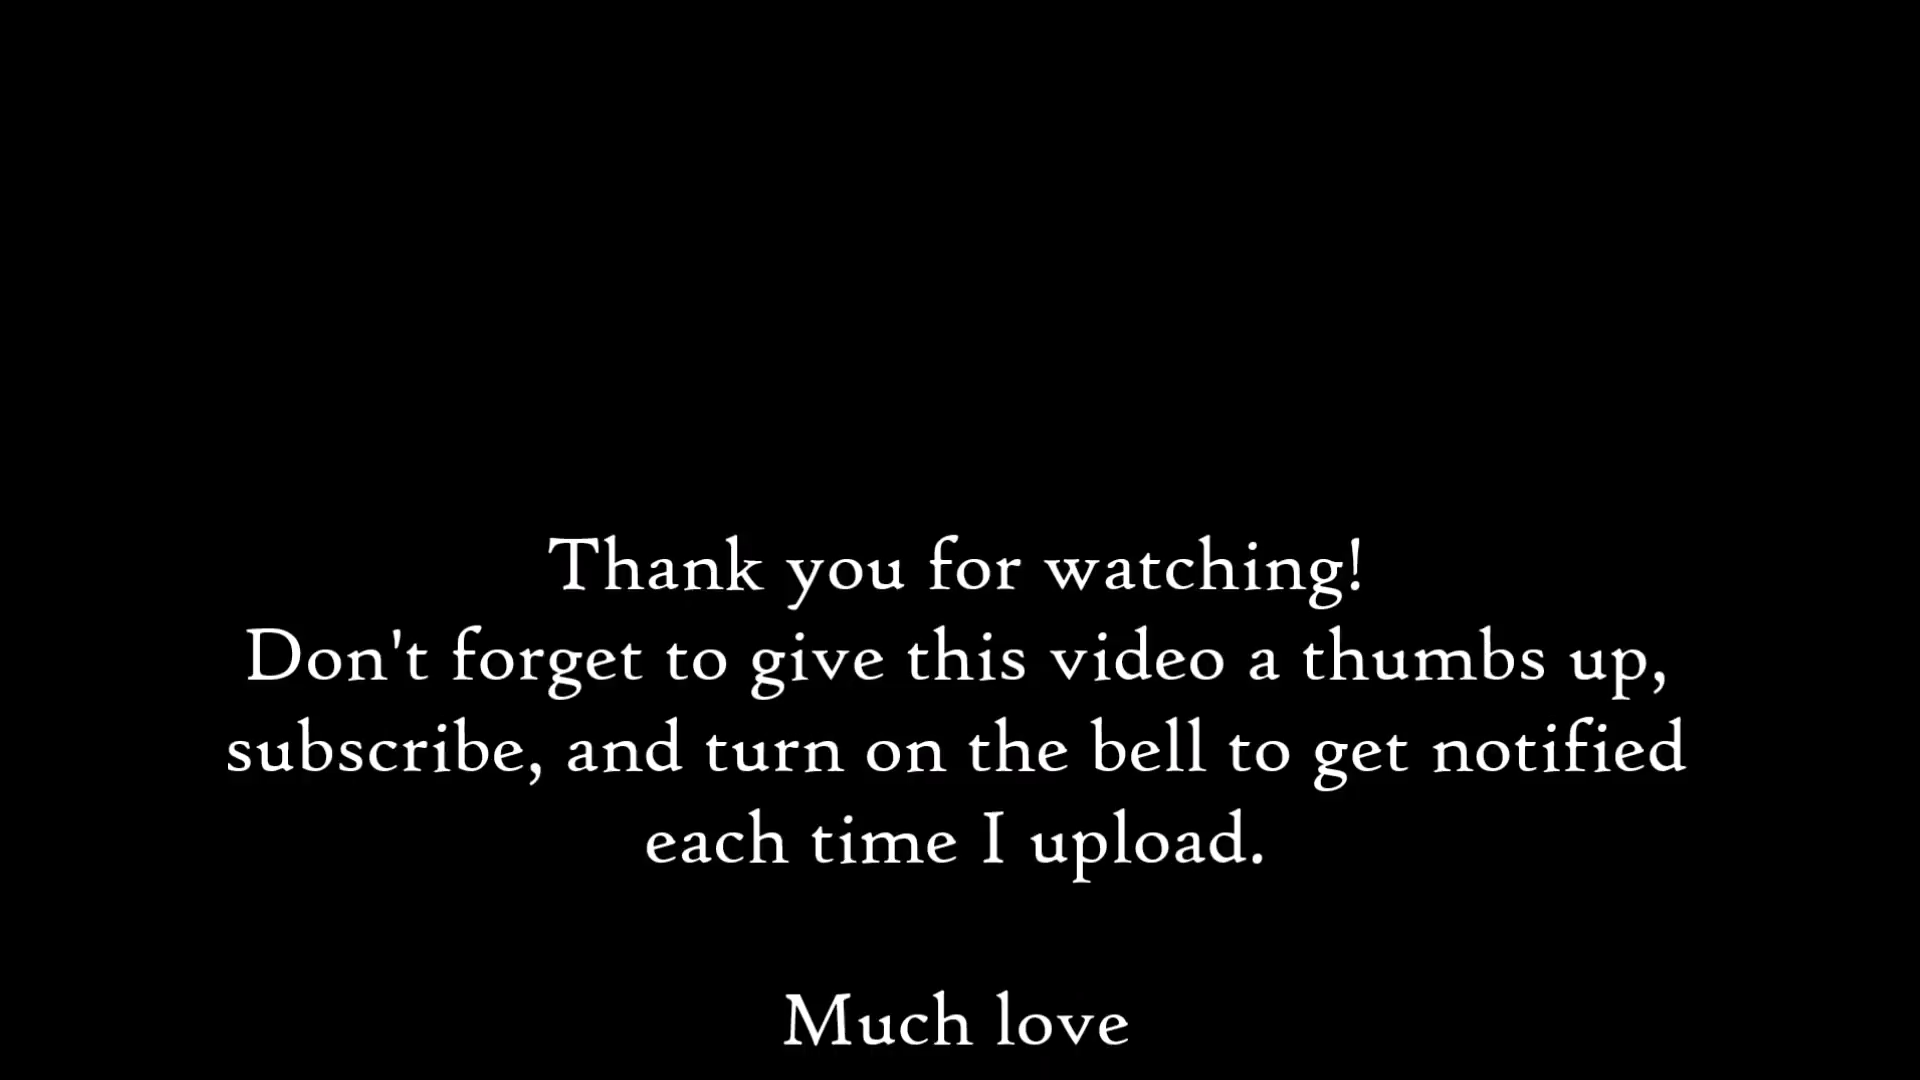 Thank you for watching!
Don't forget to give this video a thumbs up,
subscribe, and turn on the bell to get notified
each time I upload.
Much love